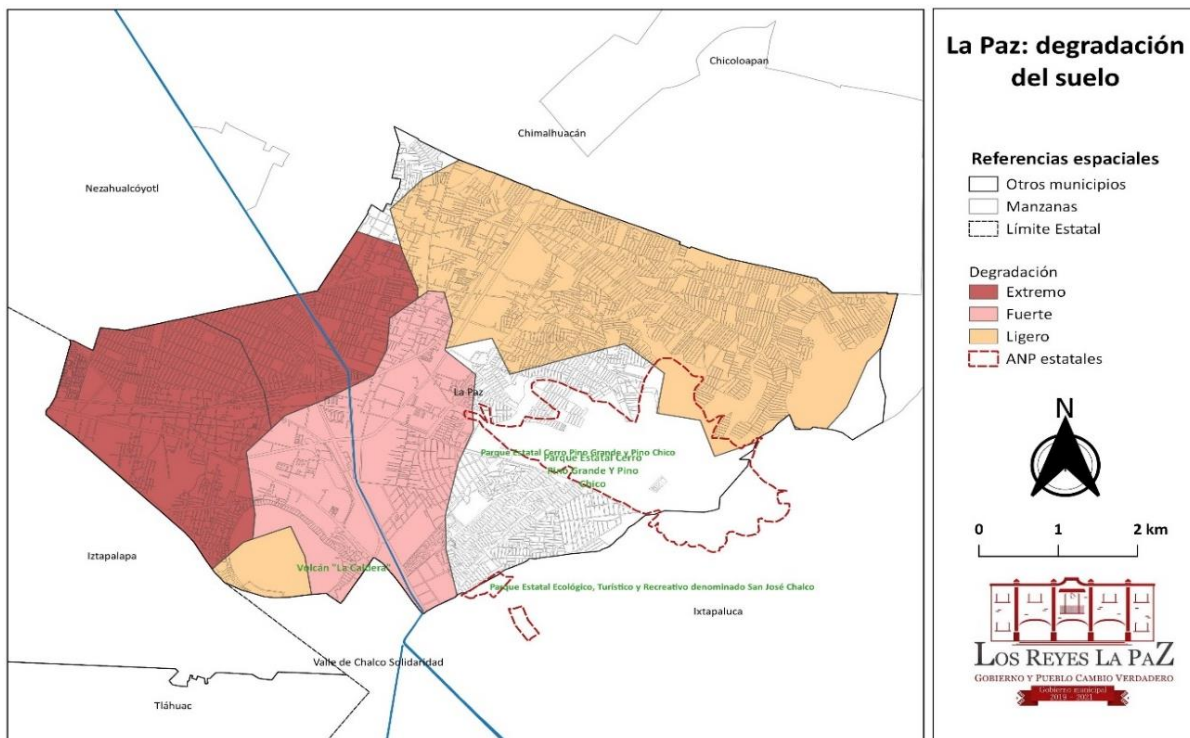 Chicoloapan
Chimalhuacán
Nezahualcóyotl
La Paz
Parque Estatal Cerro Pino Grande y Pino Chico
Parque Estatal Cerro
Pino Grande Y Pino
Chico
Iztapalapa
Volcán "La Caldera"
Parque Estatal Ecológico, Turístico y Recreativo denominado San José Chalco
Ixtapaluca
Valle de Chalco Solidaridad
Tláhuac
La Paz: degradación
del suelo
Referencias espaciales
Otros municipios
Manzanas
Límite Estatal
Degradación
Extremo
Fuerte
Ligero
ANP estatales
N
0 1 2 km
LOS REYES LA PAZ
GOBIERNO Y PUEBLO CAMBIO VERDADERO
Gobierno municipal
2019 - 2021